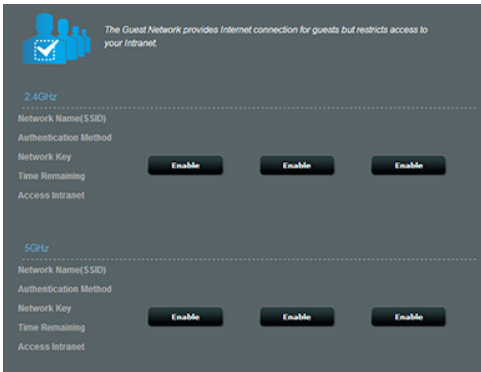 The Guest Network provides Internet connection for guests but restricts access to
your Intranet.
2.4GHz
Network Name(SSID)
Authentication Method
Network Key
Enable Enable Enable
Time Remaining
Access Intranet
5GHz
Network Name(SSID)
Authentication Method
Network Key
Enable Enable Enable
Time Remaining
Access Intranet